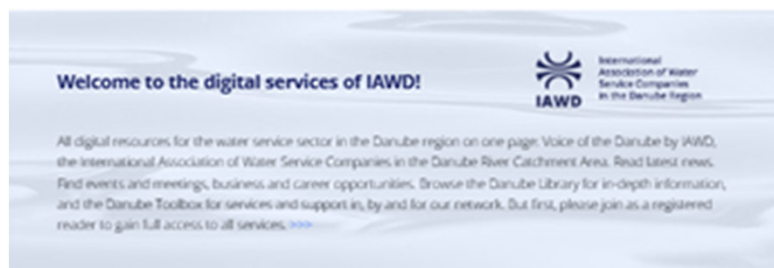 Welcome to the digital services of IAWD!
IAWD
International
Association of Water
Service Companies
in the Danube Region
All digital resources for the water service sector in the Danube region on one page: Voice of the Danube by IAWD,
the International Association of Water Service Companies in the Danube River Catchment Area. Read latest news.
Find events and meetings, business and career opportunities. Browse the Danube Library for in-depth information,
and the Danube Toolbox for services and support in, by and for our network. But first, please join as a registered
reader to gain full access to all services. >>>